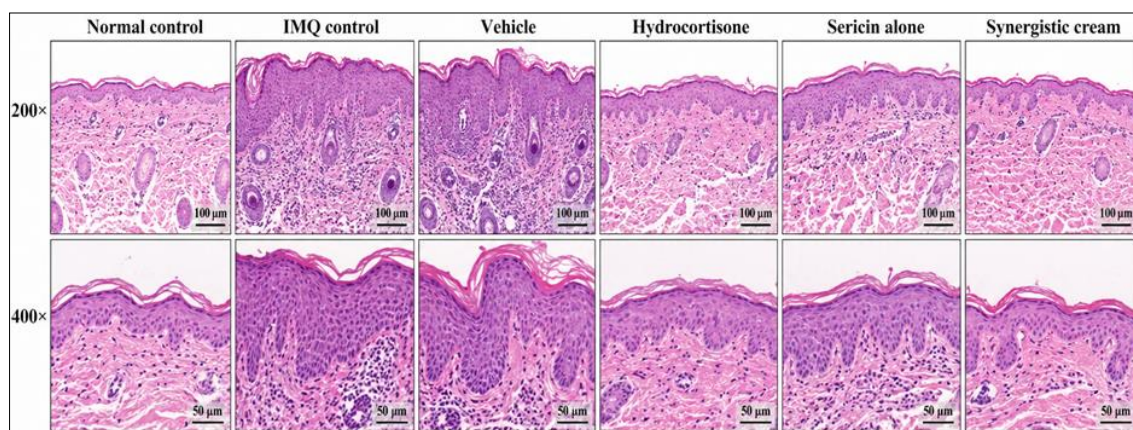 Normal control IMQ control Vehicle Hydrocortisone Sericin alone Synergistic cream
200×
100 μm 100 μm 100 μm 100 μm 100 μm 100 μm
400×
50 μm 50 μm 50 μm 50 μm 50 μm 50 μm